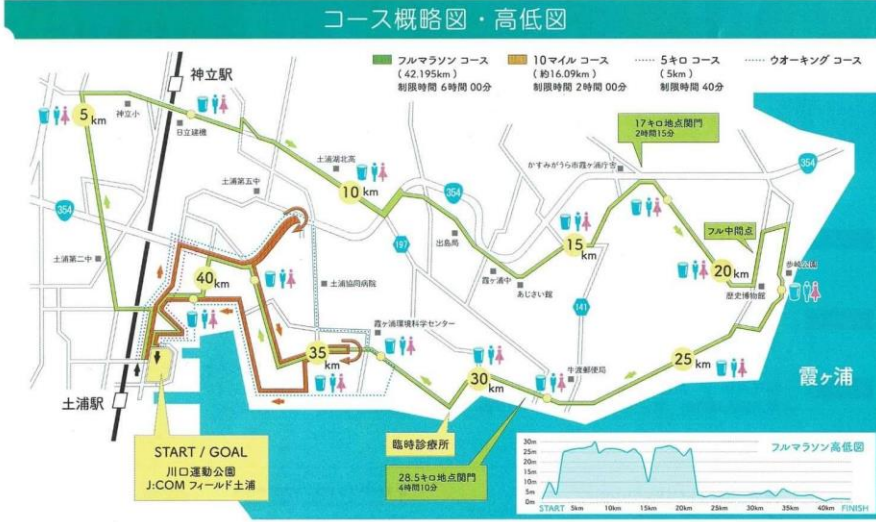 コース概略図・高低図
フルマラソン コース
(42.195km)
制限時間 6時間 00分
10マイル コース
(約16.09km)
制限時間 2時間 00分
5キロ コース
(5km)
制限時間 40分
ウオーキング コース
神立駅
5km
神立小
日立建機
17キロ地点関門
2時間15分
土浦湖北高
かすみがうら市霞ヶ浦庁舎
354
土浦第五中
10km
354
354
フル中間点
197
出島局
15km
土浦第二中
40km
霞ヶ浦中
20km
歩崎公園
土浦協同病院
あじさい館
歴史博物館
141
霞ヶ浦環境科学センター
35km
25km
30km
牛渡郵便局
霞ヶ浦
土浦駅
START / GOAL
川口運動公園
J:COM フィールド土浦
臨時診療所
28.5キロ地点関門
4時間10分
フルマラソン高低図
30m
25m
20m
15m
10m
5m
0m
START 5km 10km 15km 20km 25km 30km 35km 40km FINISH